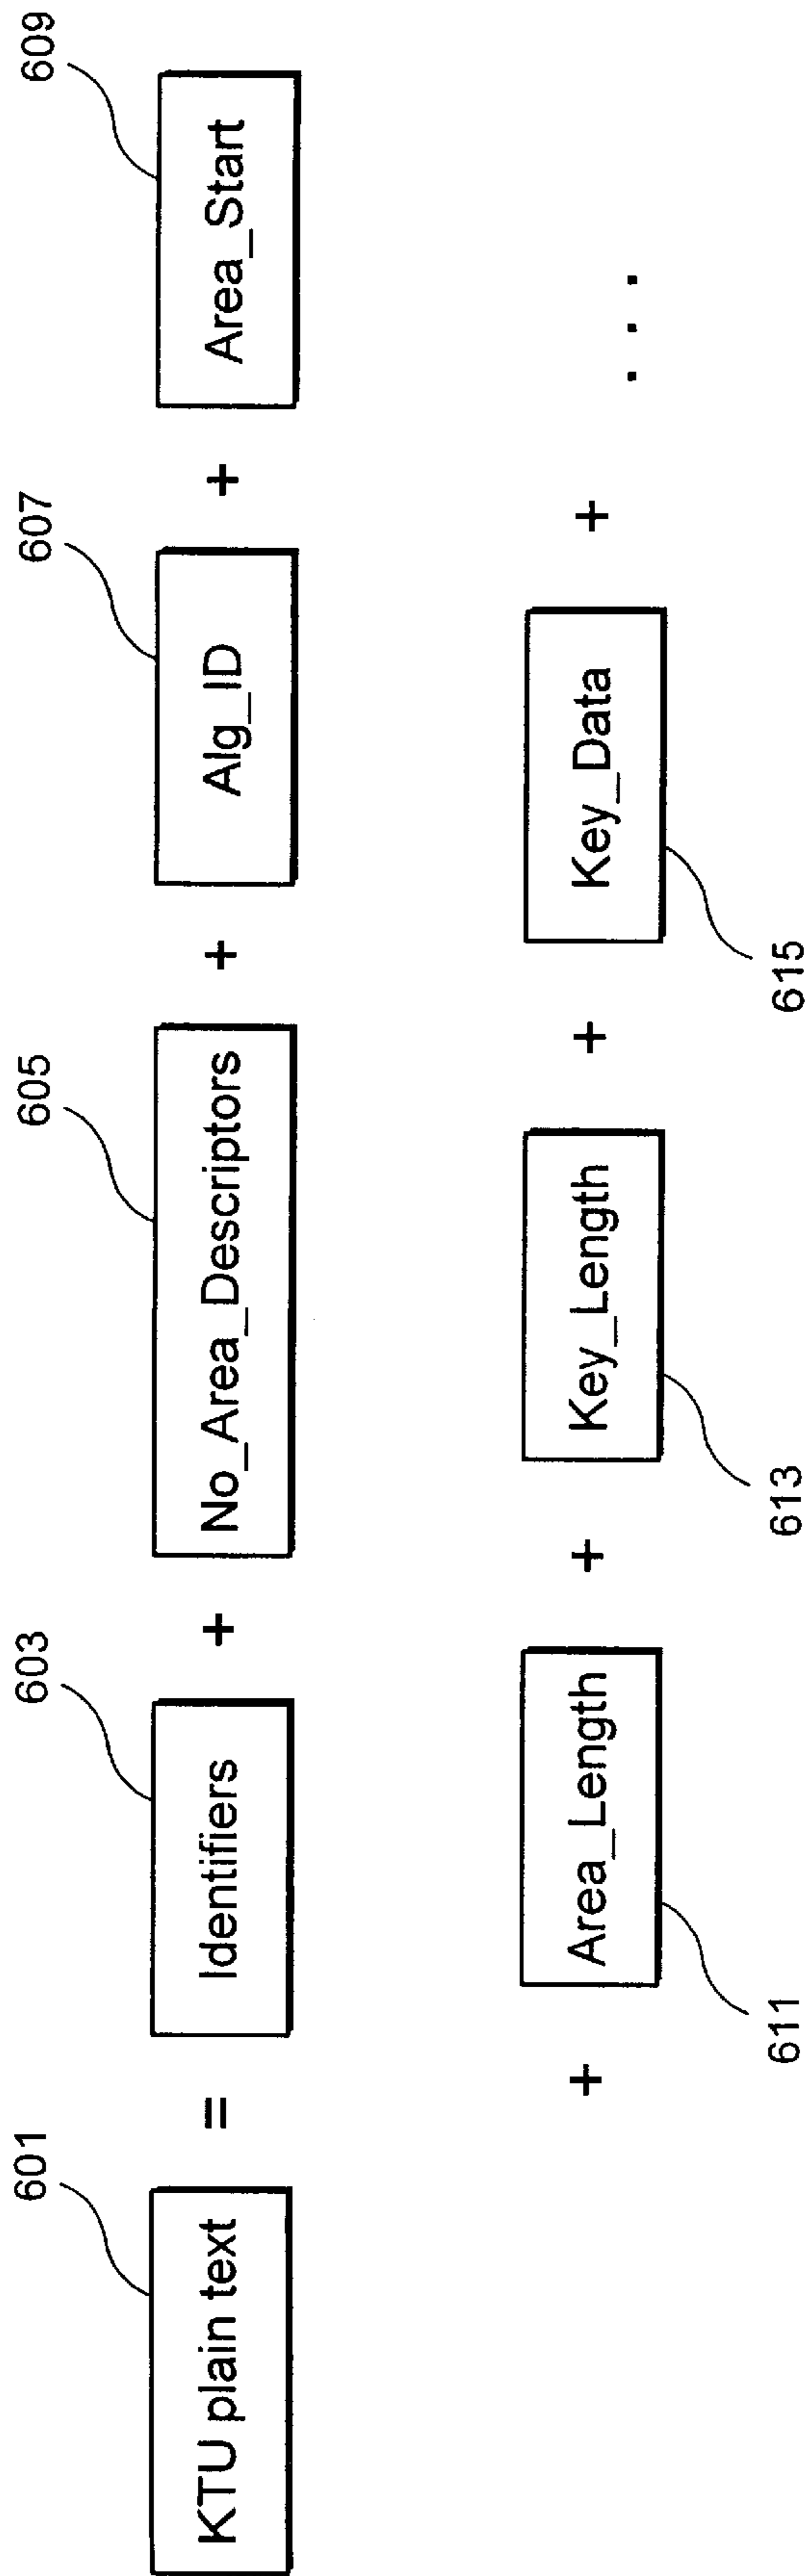 601 603 605 607 609
KTU plain text = Identifiers + No_Area_Descriptors + Alg_ID + Area_Start
+ Area_Length + Key_Length + Key_Data + . . .
611 613 615